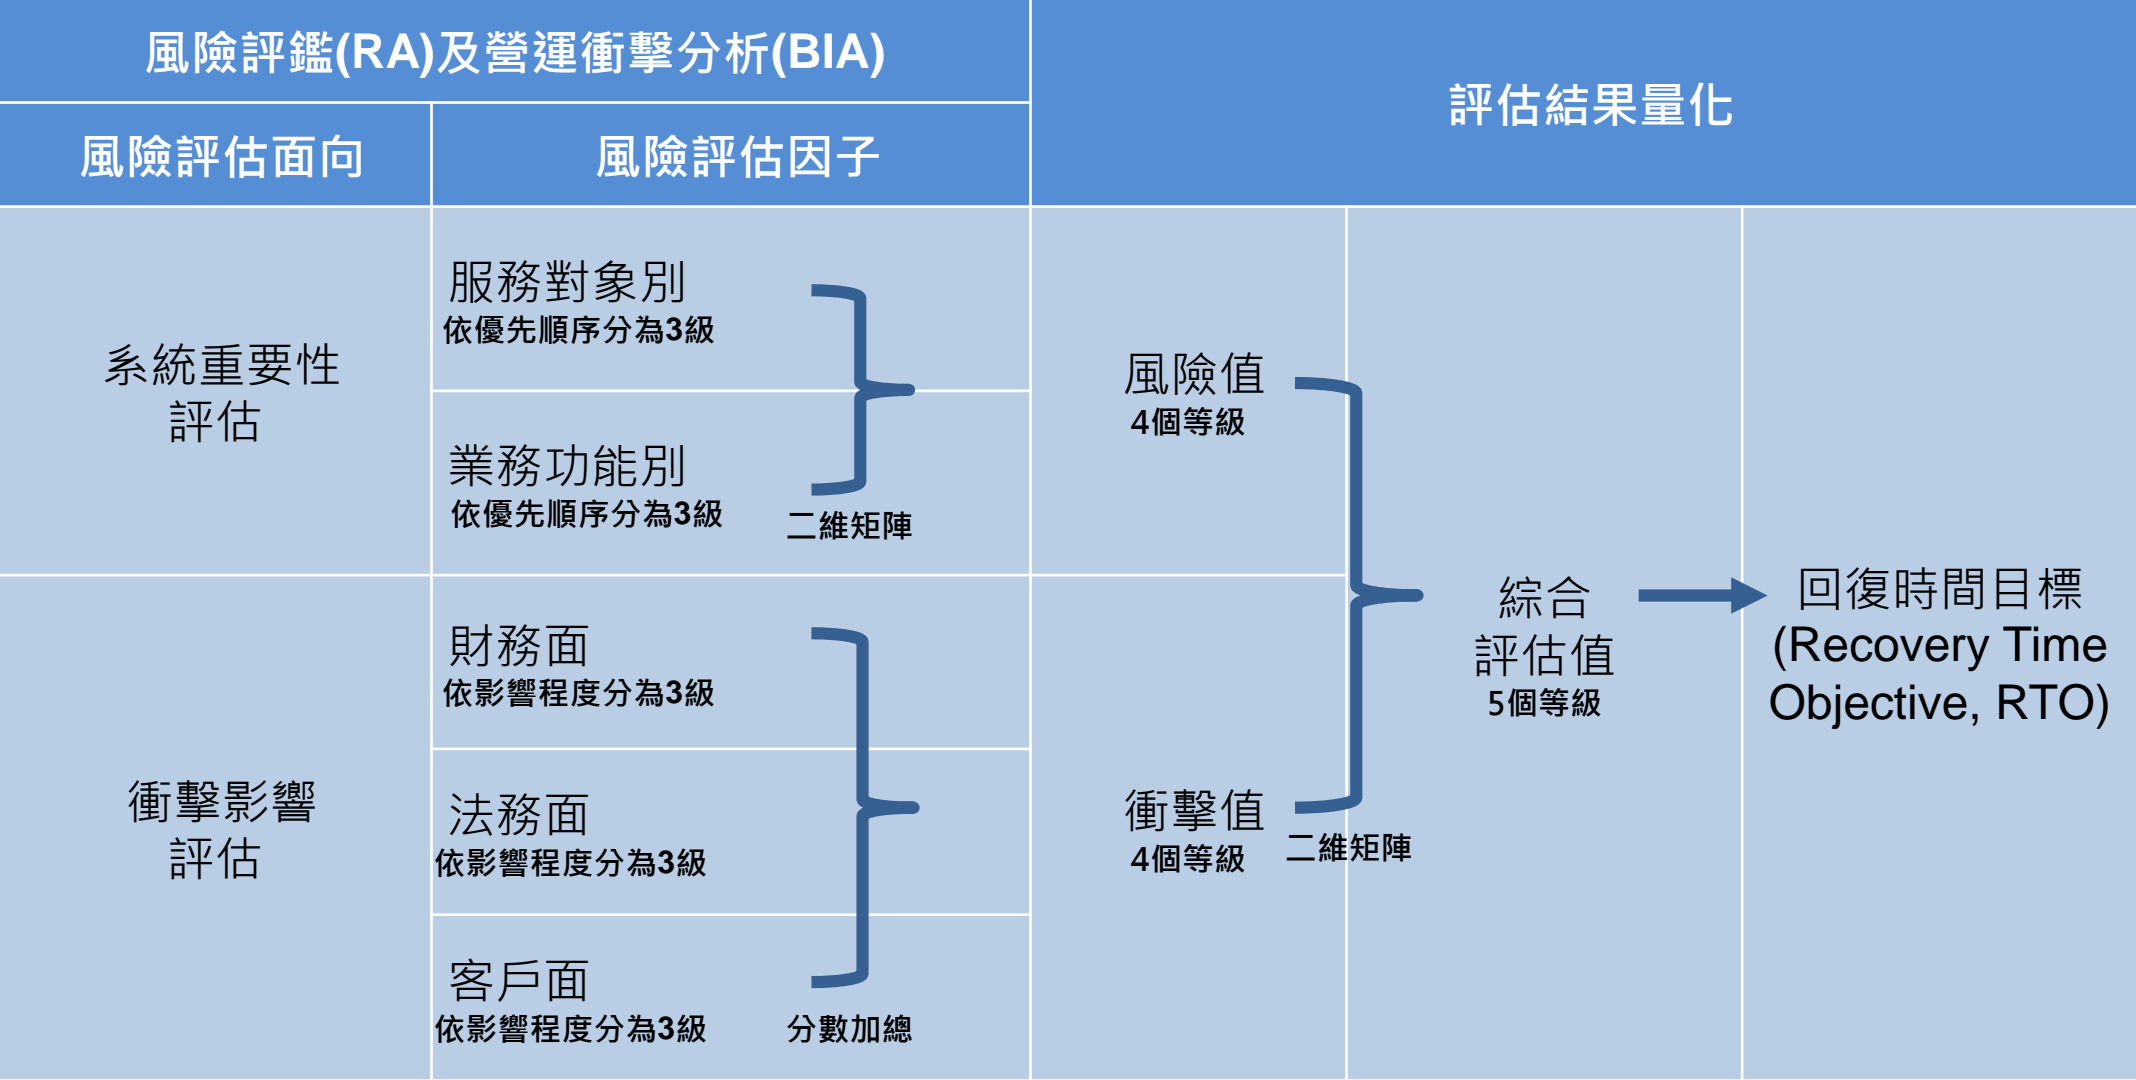 風險評鑑(RA)及營運衝擊分析(BIA)
評估結果量化
風險評估面向
風險評估因子
系統重要性
評估
服務對象別
依優先順序分為3級
業務功能別
依優先順序分為3級
二維矩陣
風險值
4個等級
衝擊影響
評估
財務面
依影響程度分為3級
法務面
依影響程度分為3級
客戶面
依影響程度分為3級
分數加總
衝擊值
4個等級
二維矩陣
綜合
評估值
5個等級
回復時間目標
(Recovery Time
Objective, RTO)